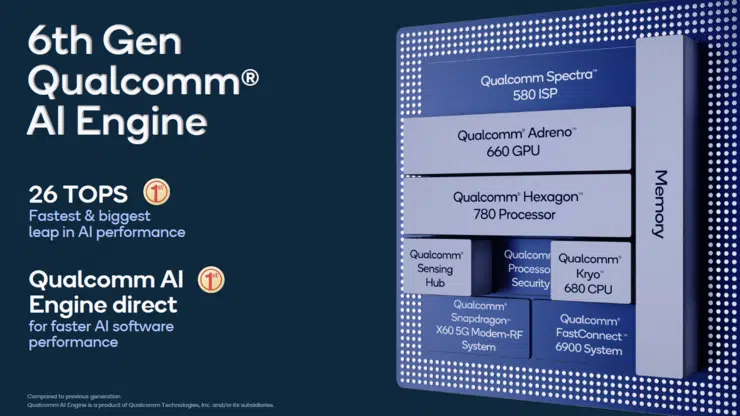 6th Gen
Qualcomm®
AI Engine
26 TOPS 1st
Fastest & biggest
leap in AI performance
Qualcomm AI 1st
Engine direct
for faster AI software
performance
Compared to previous generation
Qualcomm AI Engine is a product of Qualcomm Technologies, Inc. and/or its subsidiaries.
Qualcomm Spectra™
580 ISP
Qualcomm® Adreno™
660 GPU
Qualcomm® Hexagon™
780 Processor
Qualcomm®
Sensing
Hub
Processor
Security
Qualcomm®
Kryo™
680 CPU
Qualcomm®
Snapdragon™
X60 5G Modem-RF
System
Qualcomm®
FastConnect™
6900 System
Memory